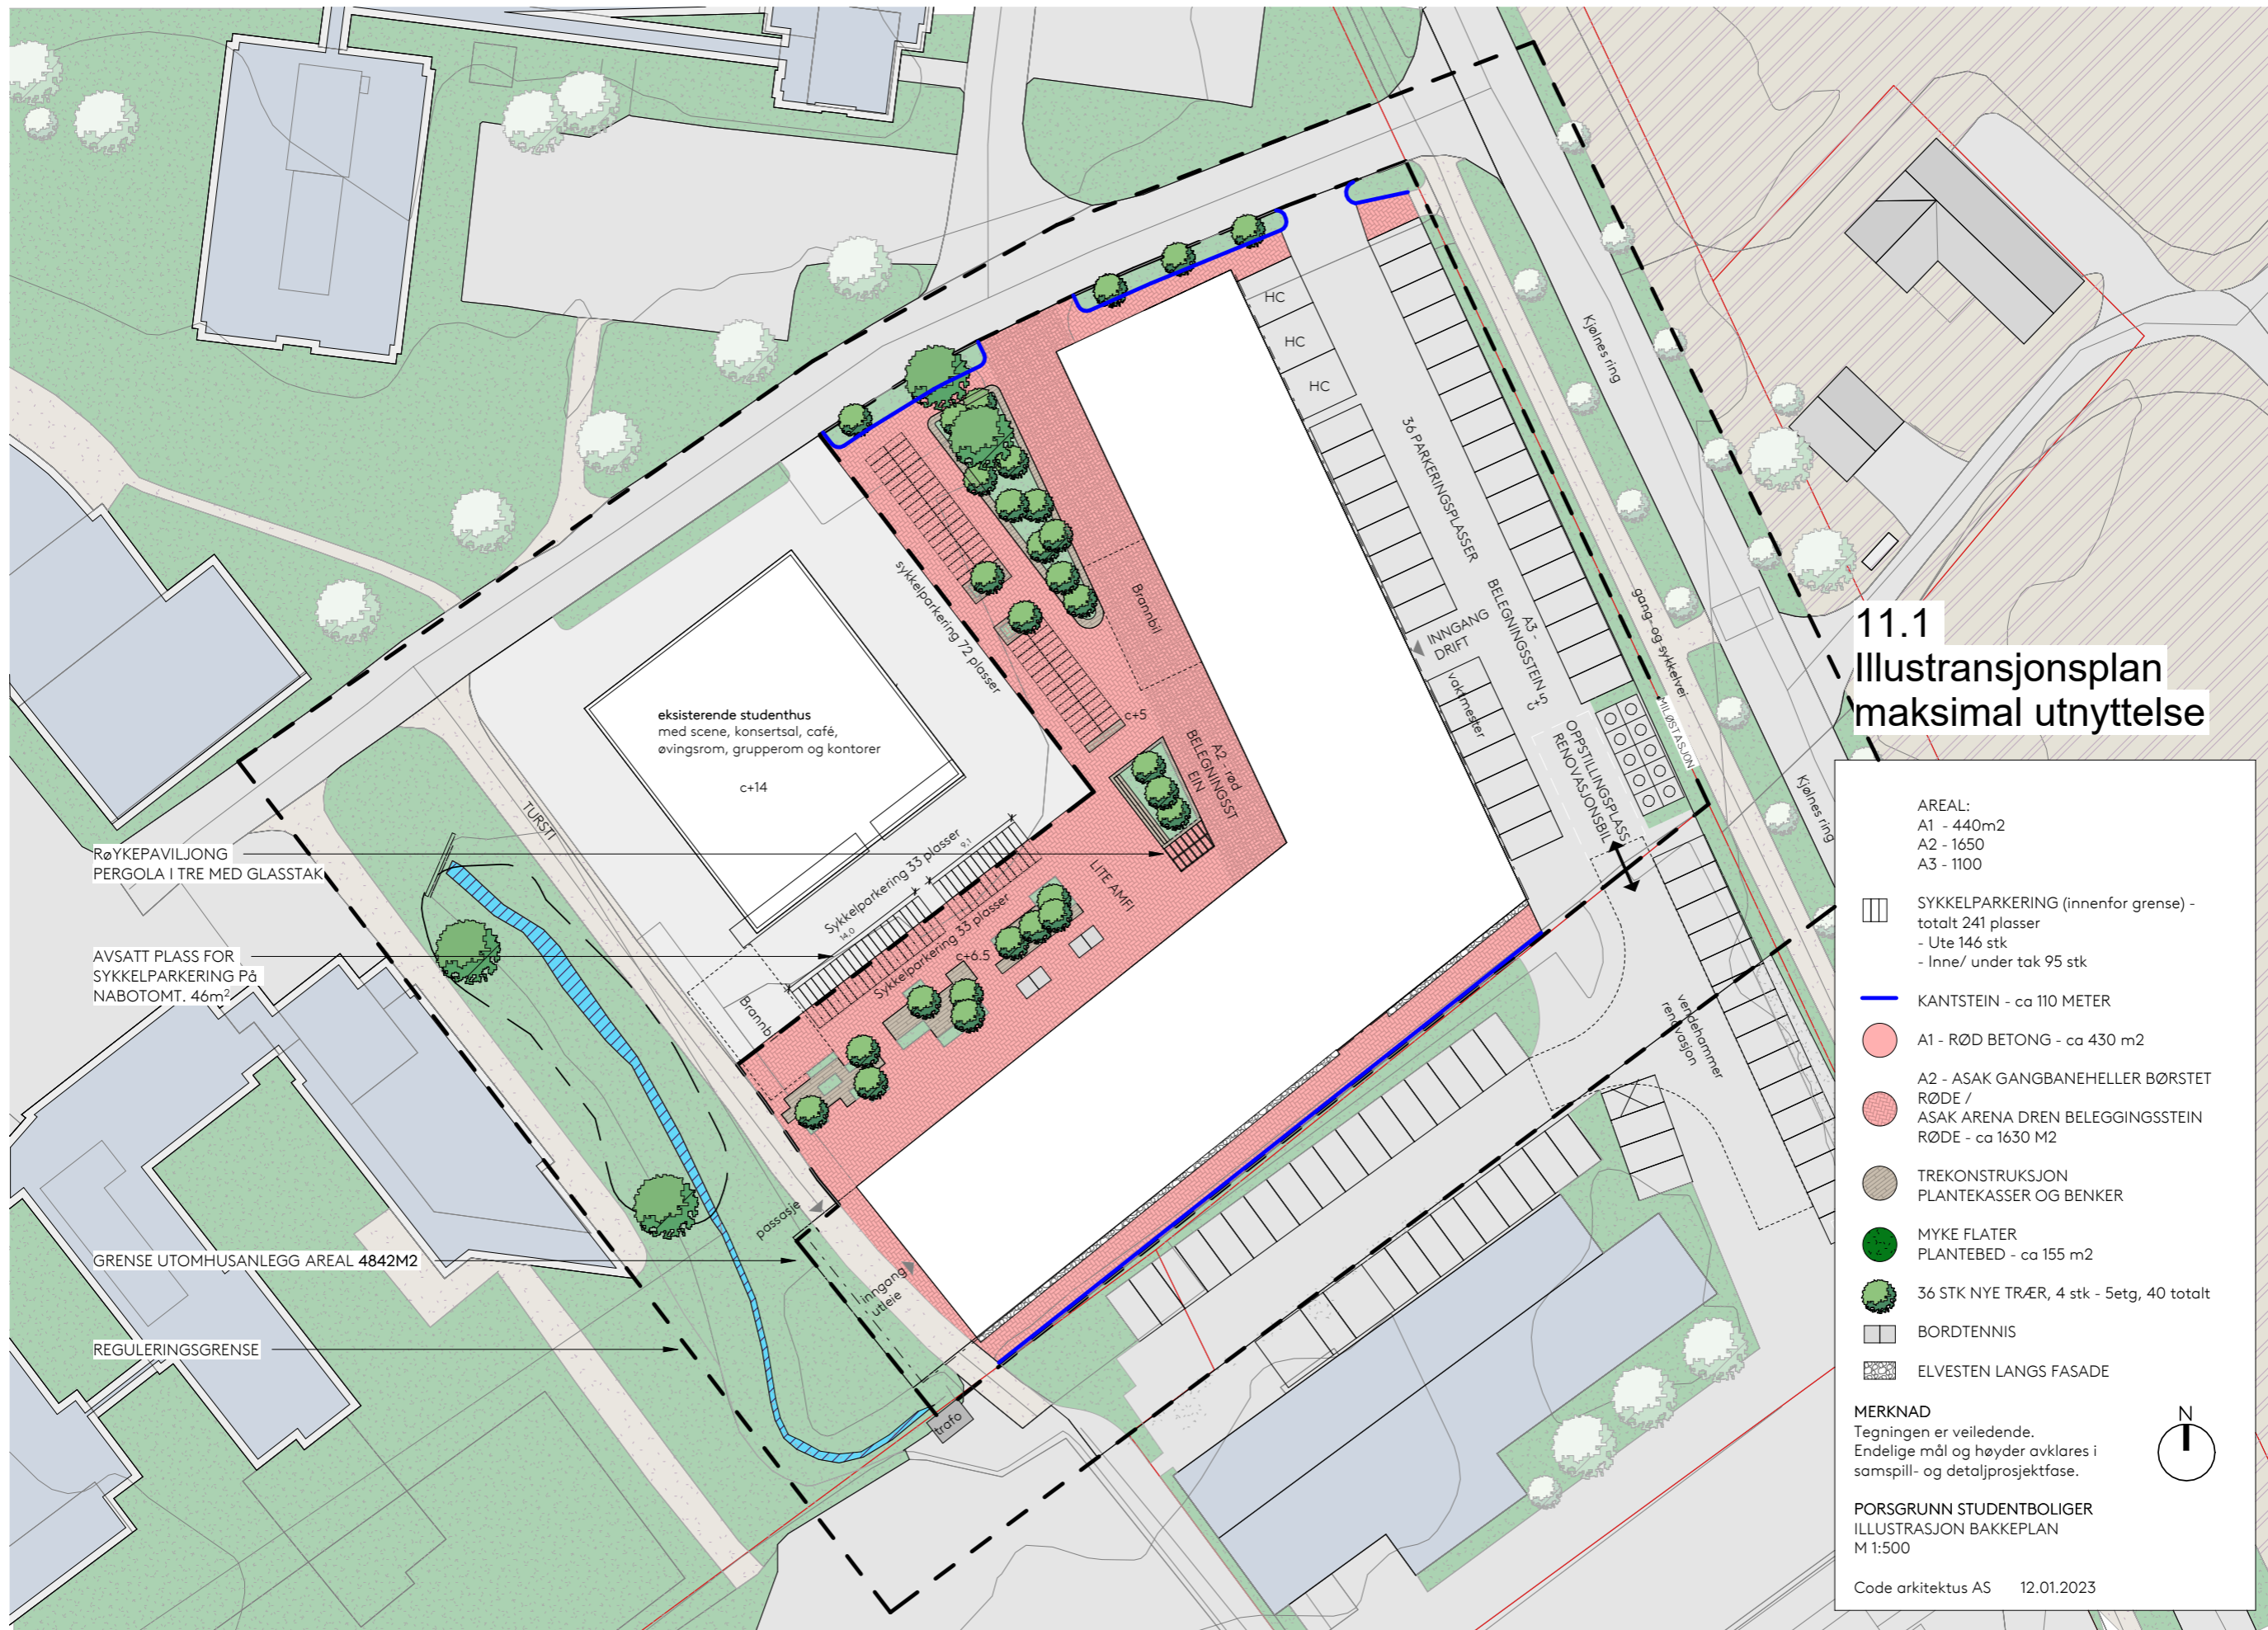 11.1
Illustransjonsplan
maksimal utnyttelse
HC
HC
HC
Kjølnes ring
36 PARKERINGSPLASSER
A3 -
BELEGNINGSSTEIN
c+5
INNGANG
DRIFT
vaktmester
gang- og sykkelvei
MILJØSTASJON
OPPSTILLINGSPLASS
RENOVASJONSBIL
Kjølnes ring
vendehammer
renovasjon
sykkelparkering 72 plasser
Brannbil
c+5
A2 - rød
BELEGNINGSST
EIN
LITE AMFI
eksisterende studenthus
med scene, konsertsal, café,
øvingsrom, grupperom og kontorer
c+14
TURSTI
Sykkelparkering 33 plasser
9,1
14,0
Sykkelparkering 33 plasser
c+6.5
Brannb
passasje
inngang
utleie
trafo
RøYKEPAVILJONG
PERGOLA I TRE MED GLASSTAK
AVSATT PLASS FOR
SYKKELPARKERING På
NABOTOMT. 46m²
GRENSE UTOMHUSANLEGG AREAL 4842M2
REGULERINGSGRENSE
AREAL:
A1 - 440m2
A2 - 1650
A3 - 1100
SYKKELPARKERING (innenfor grense) -
totalt 241 plasser
- Ute 146 stk
- Inne/ under tak 95 stk
KANTSTEIN - ca 110 METER
A1 - RØD BETONG - ca 430 m2
A2 - ASAK GANGBANEHELLER BØRSTET
RØDE /
ASAK ARENA DREN BELEGGINGSSTEIN
RØDE - ca 1630 M2
TREKONSTRUKSJON
PLANTEKASSER OG BENKER
MYKE FLATER
PLANTEBED - ca 155 m2
36 STK NYE TRÆR, 4 stk - 5etg, 40 totalt
BORDTENNIS
ELVESTEN LANGS FASADE
MERKNAD
Tegningen er veiledende.
Endelige mål og høyder avklares i
samspill- og detaljprosjektfase.
N
PORSGRUNN STUDENTBOLIGER
ILLUSTRASJON BAKKEPLAN
M 1:500
Code arkitektus AS 12.01.2023